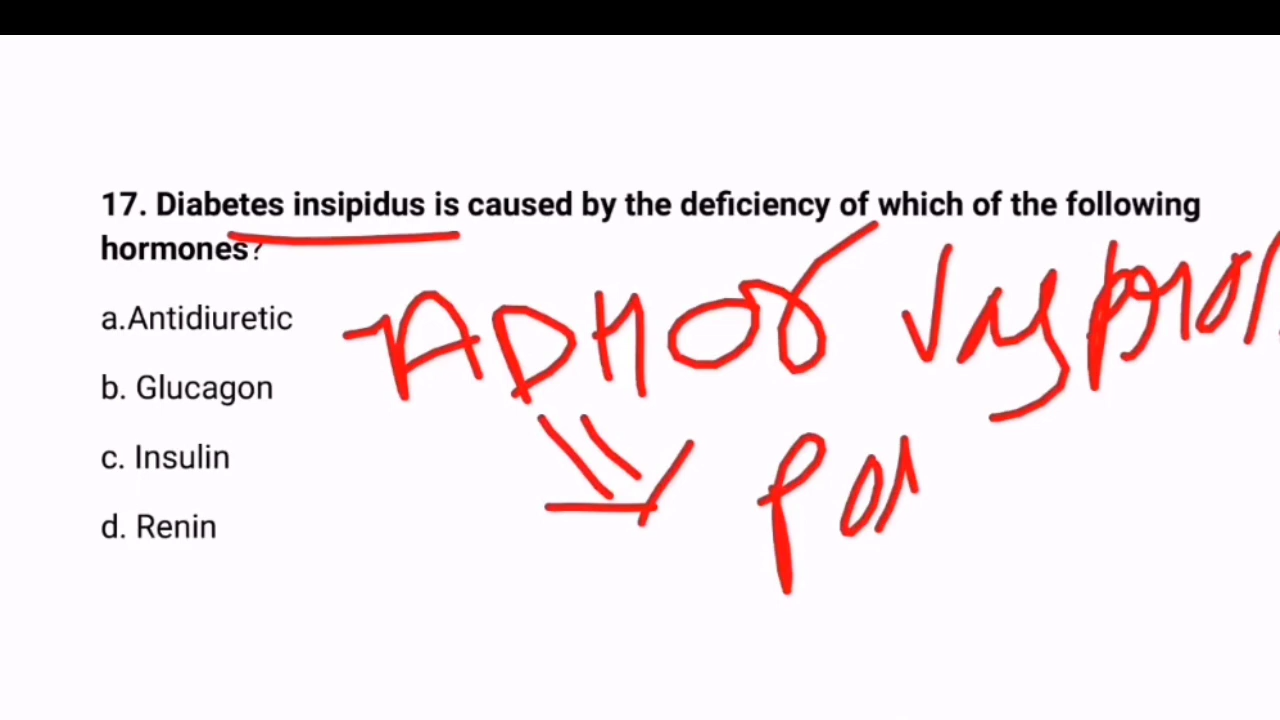 17. Diabetes insipidus is caused by the deficiency of which of the following
hormones?
a.Antidiuretic
ADH or
b. Glucagon
c. Insulin
d. Renin